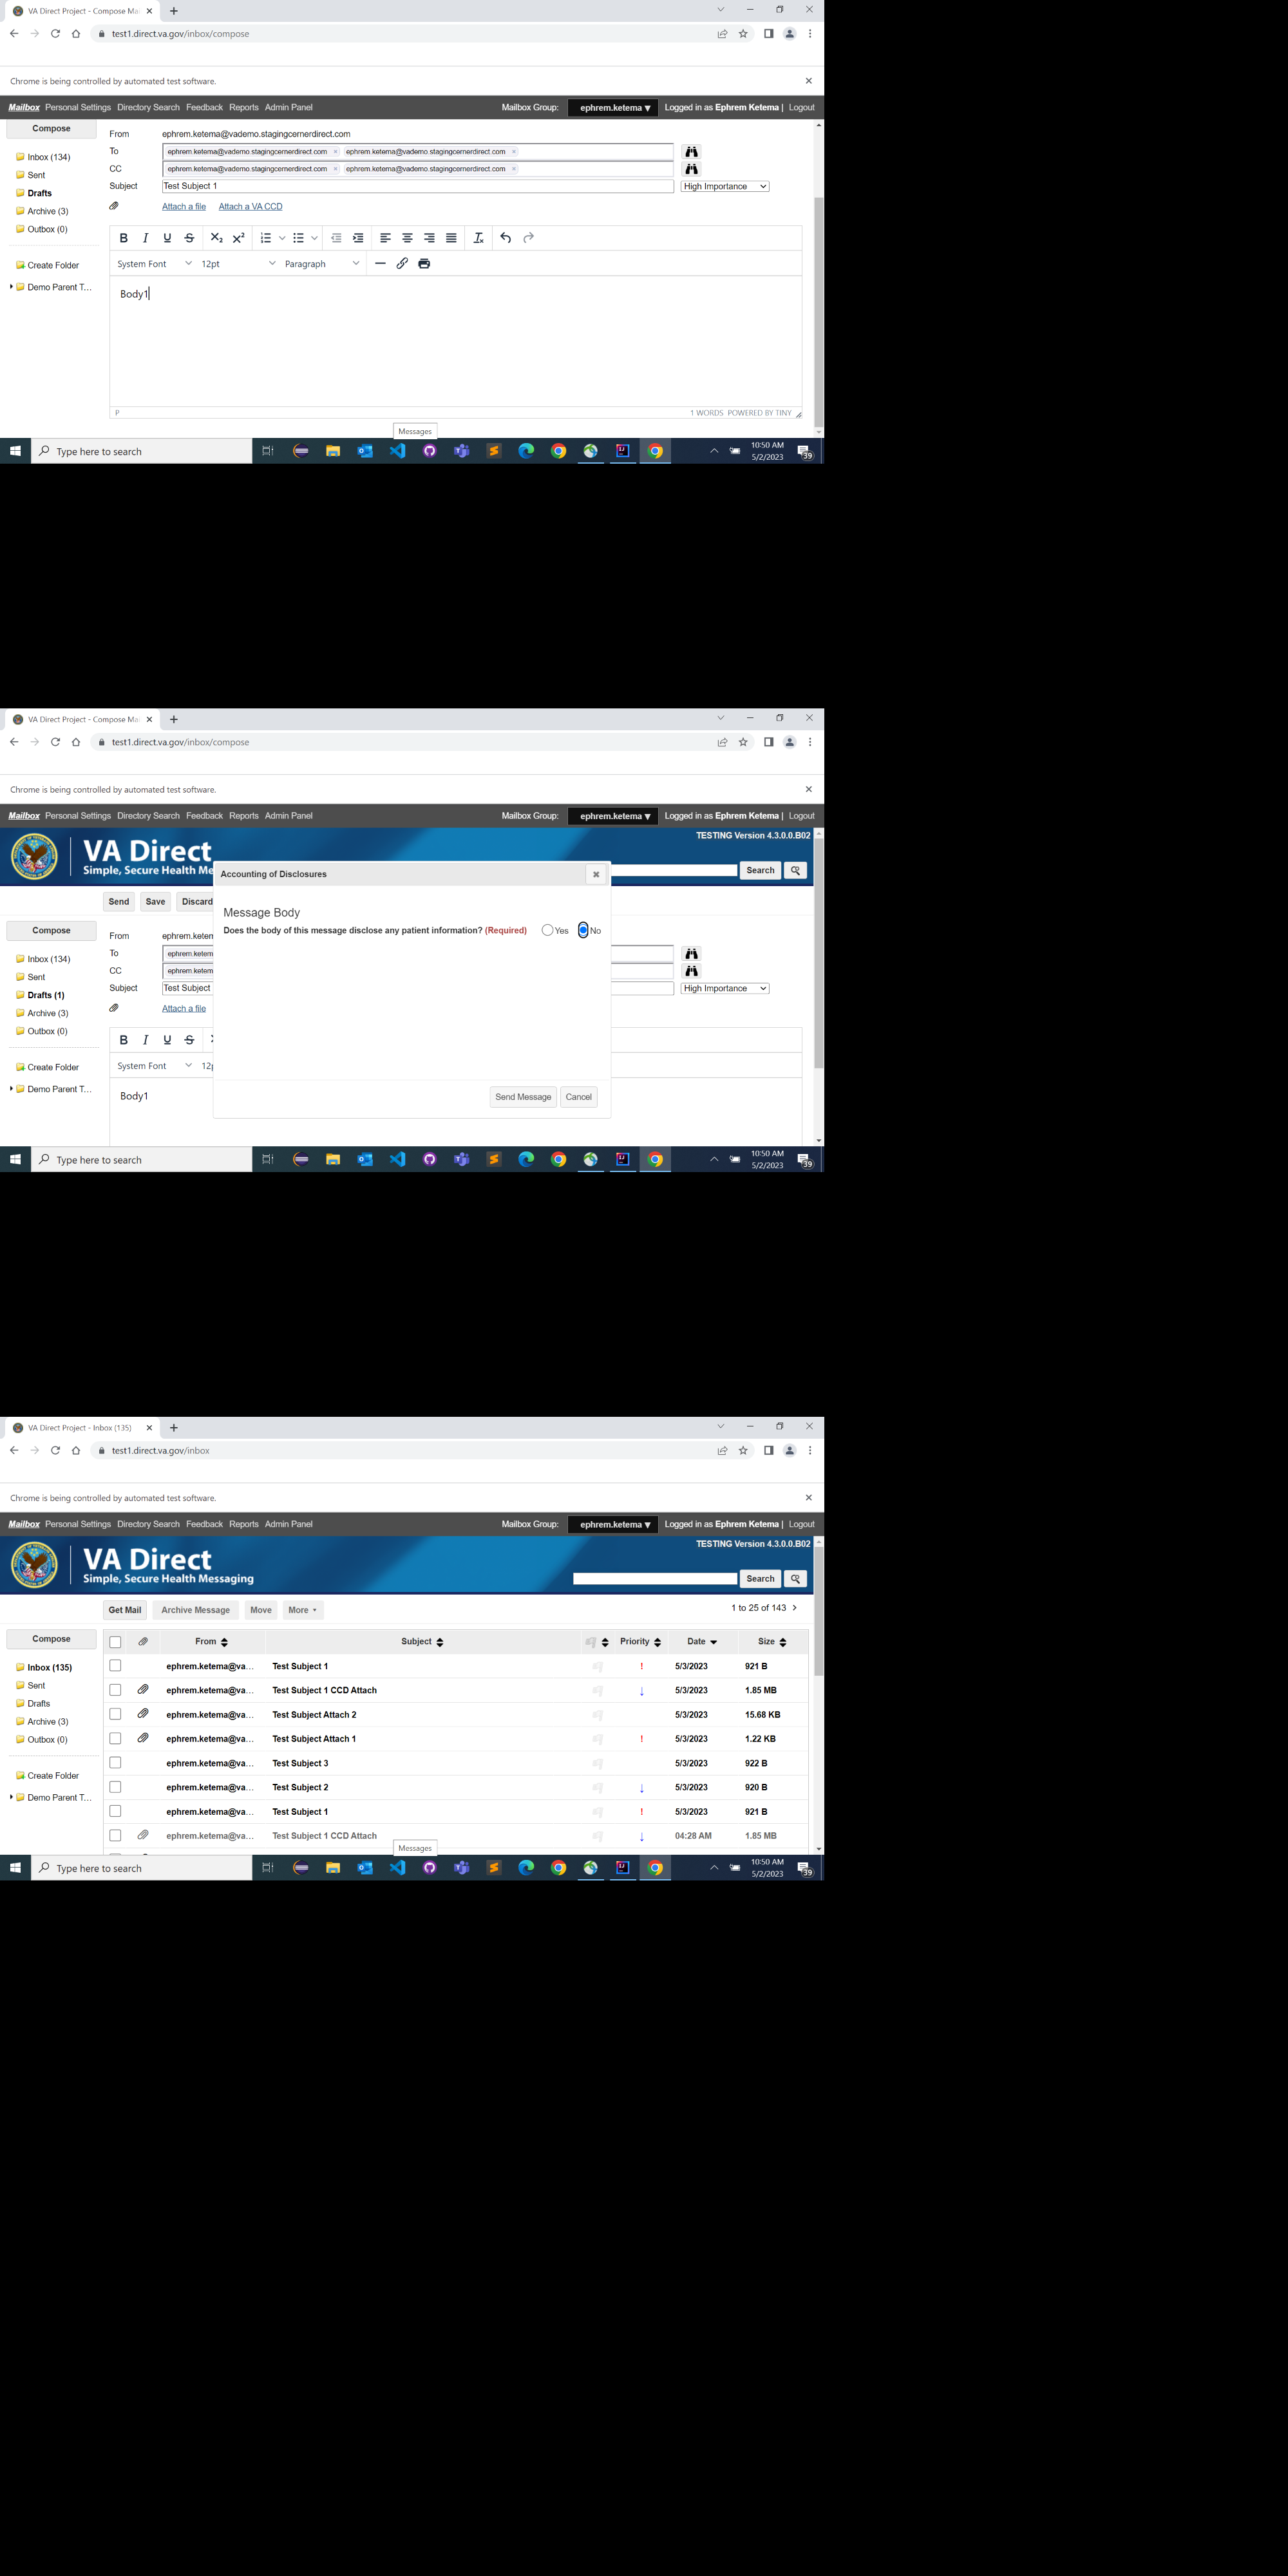 VA Direct Project - Compose Ma
test1.direct.va.gov/inbox/compose
Chrome is being controlled by automated test software.
Mailbox Personal Settings Directory Search Feedback Reports Admin Panel Mailbox Group: ephrem.ketema ▼ Logged in as Ephrem Ketema | Logout
Compose
From ephrem.ketema@vademo.stagingcernerdirect.com
To ephrem.ketema@vademo.stagingcernerdirect.com × ephrem.ketema@vademo.stagingcernerdirect.com ×
Inbox (134)
CC ephrem.ketema@vademo.stagingcernerdirect.com × ephrem.ketema@vademo.stagingcernerdirect.com ×
Sent
Subject Test Subject 1 High Importance
Drafts
Attach a file Attach a VA CCD
Archive (3)
Outbox (0)
B I U S X₂ X²
Create Folder System Font 12pt Paragraph
Demo Parent T...
Body1
P 1 WORDS POWERED BY TINY
Messages
Type here to search 10:50 AM
5/2/2023 39
VA Direct Project - Compose Ma
test1.direct.va.gov/inbox/compose
Chrome is being controlled by automated test software.
Mailbox Personal Settings Directory Search Feedback Reports Admin Panel Mailbox Group: ephrem.ketema ▼ Logged in as Ephrem Ketema | Logout
TESTING Version 4.3.0.0.B02
VA Direct
Simple, Secure Health Me
Search
Accounting of Disclosures
Send Save Discard
Message Body
Does the body of this message disclose any patient information? (Required) Yes No
Compose
From ephrem.keten
To ephrem.ketem
Inbox (134)
CC ephrem.ketem
Sent
Subject Test Subject High Importance
Drafts (1)
Attach a file
Archive (3)
Outbox (0)
B I U S
Create Folder System Font 12p
Demo Parent T...
Body1
Send Message Cancel
Type here to search 10:50 AM
5/2/2023 39
VA Direct Project - Inbox (135)
test1.direct.va.gov/inbox
Chrome is being controlled by automated test software.
Mailbox Personal Settings Directory Search Feedback Reports Admin Panel Mailbox Group: ephrem.ketema ▼ Logged in as Ephrem Ketema | Logout
TESTING Version 4.3.0.0.B02
VA Direct
Simple, Secure Health Messaging
Search
Get Mail Archive Message Move More 1 to 25 of 143
Compose
Inbox (135)
Sent
Drafts
Archive (3)
Outbox (0)
Create Folder
Demo Parent T...
From Subject Priority Date Size
ephrem.ketema@va... Test Subject 1 ! 5/3/2023 921 B
ephrem.ketema@va... Test Subject 1 CCD Attach ↓ 5/3/2023 1.85 MB
ephrem.ketema@va... Test Subject Attach 2 5/3/2023 15.68 KB
ephrem.ketema@va... Test Subject Attach 1 ! 5/3/2023 1.22 KB
ephrem.ketema@va... Test Subject 3 5/3/2023 922 B
ephrem.ketema@va... Test Subject 2 ↓ 5/3/2023 920 B
ephrem.ketema@va... Test Subject 1 ! 5/3/2023 921 B
ephrem.ketema@va... Test Subject 1 CCD Attach ↓ 04:28 AM 1.85 MB
Messages
Type here to search 10:50 AM
5/2/2023 39